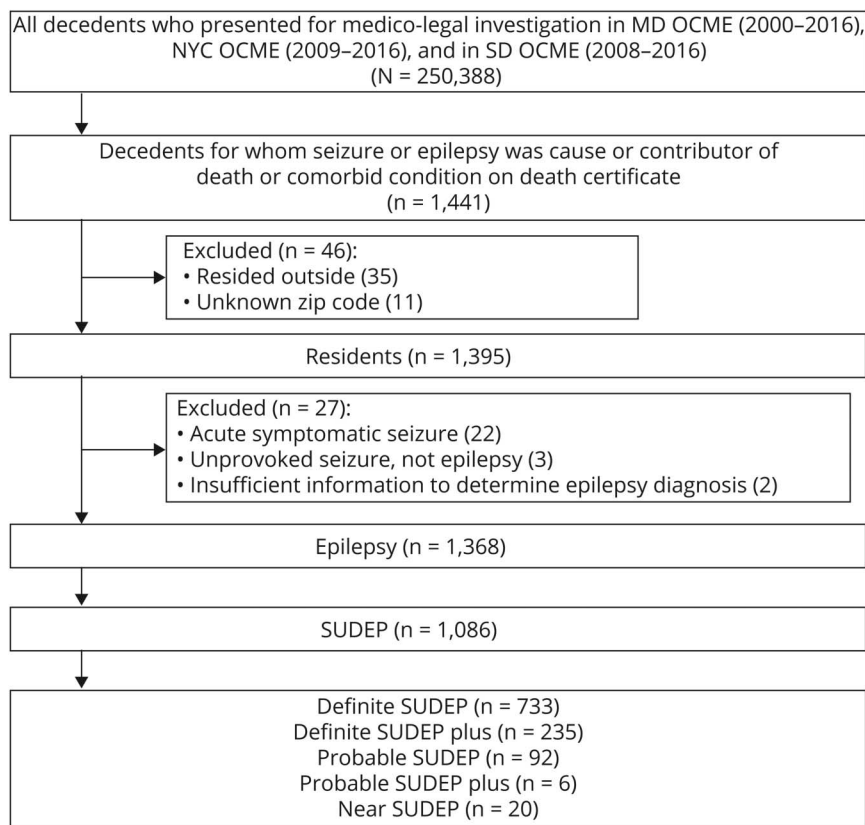 All decedents who presented for medico-legal investigation in MD OCME (2000–2016),
NYC OCME (2009–2016), and in SD OCME (2008–2016)
(N = 250,388)
Decedents for whom seizure or epilepsy was cause or contributor of
death or comorbid condition on death certificate
(n = 1,441)
Excluded (n = 46):
• Resided outside (35)
• Unknown zip code (11)
Residents (n = 1,395)
Excluded (n = 27):
• Acute symptomatic seizure (22)
• Unprovoked seizure, not epilepsy (3)
• Insufficient information to determine epilepsy diagnosis (2)
Epilepsy (n = 1,368)
SUDEP (n = 1,086)
Definite SUDEP (n = 733)
Definite SUDEP plus (n = 235)
Probable SUDEP (n = 92)
Probable SUDEP plus (n = 6)
Near SUDEP (n = 20)